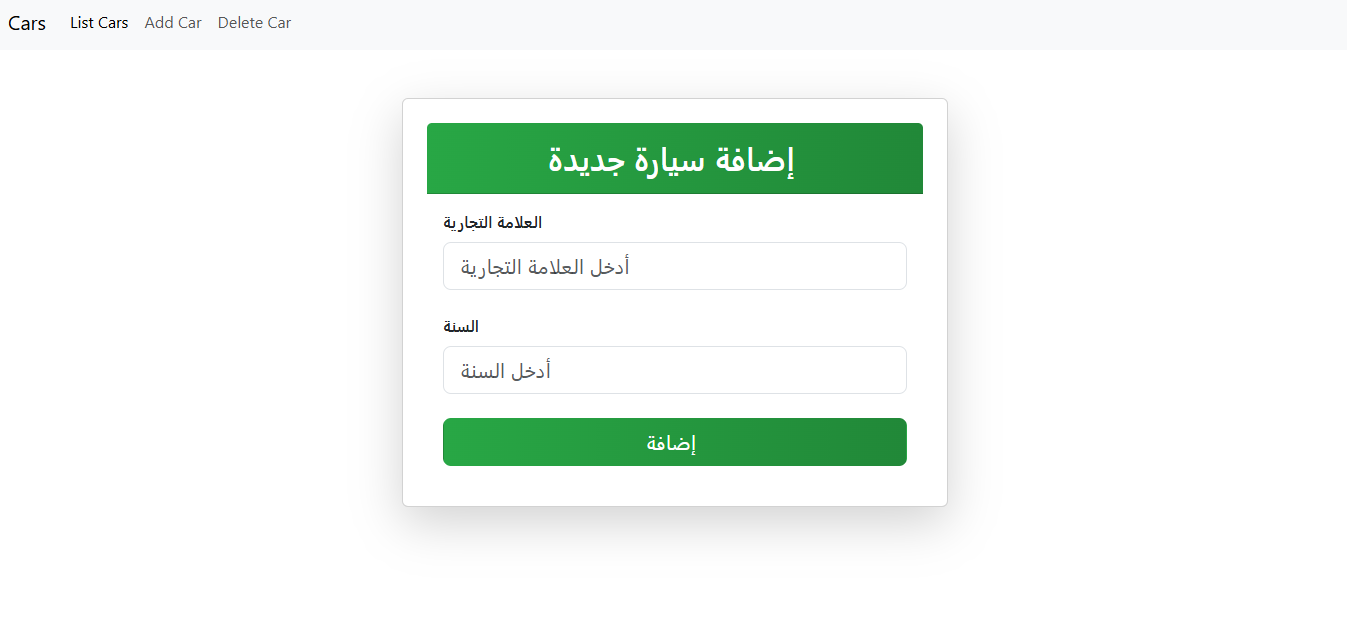 Cars List Cars Add Car Delete Car
إضافة سيارة جديدة
العلامة التجارية
أدخل العلامة التجارية
السنة
أدخل السنة
إضافة